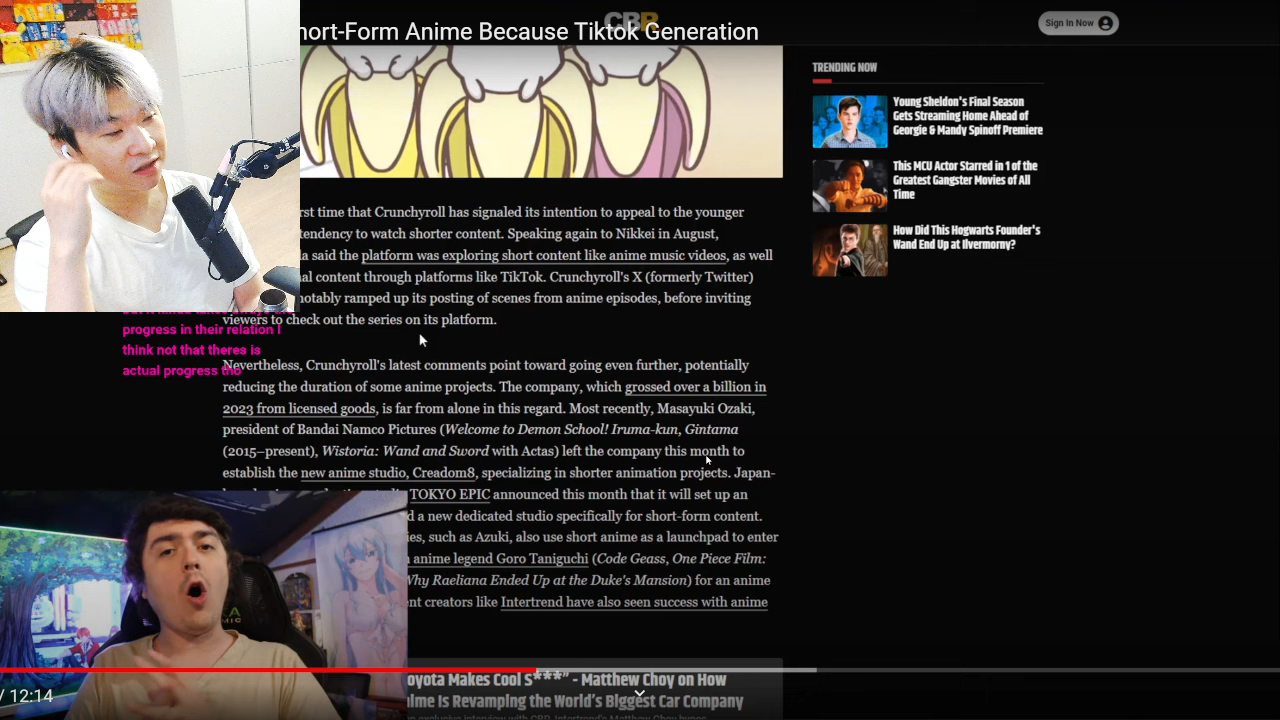 hort-Form Anime Because Tiktok Generation
CBR
Sign In Now
TRENDING NOW
Young Sheldon's Final Season
Gets Streaming Home Ahead of
Georgie & Mandy Spinoff Premiere
This MCU Actor Starred in 1 of the
Greatest Gangster Movies of All
Time
How Did This Hogwarts Founder's
Wand End Up at Ilvermorny?
rst time that Crunchyroll has signaled its intention to appeal to the younger
tendency to watch shorter content. Speaking again to Nikkei in August,
a said the platform was exploring short content like anime music videos, as well
al content through platforms like TikTok. Crunchyroll's X (formerly Twitter)
notably ramped up its posting of scenes from anime episodes, before inviting
viewers to check out the series on its platform.
progress in their relation I
think not that theres is
actual progress tho
Nevertheless, Crunchyroll's latest comments point toward going even further, potentially
reducing the duration of some anime projects. The company, which grossed over a billion in
2023 from licensed goods, is far from alone in this regard. Most recently, Masayuki Ozaki,
president of Bandai Namco Pictures (Welcome to Demon School! Iruma-kun, Gintama
(2015–present), Wistoria: Wand and Sword with Actas) left the company this month to
establish the new anime studio, Creadom8, specializing in shorter animation projects. Japan-
TOKYO EPIC announced this month that it will set up an
d a new dedicated studio specifically for short-form content.
ies, such as Azuki, also use short anime as a launchpad to enter
n anime legend Goro Taniguchi (Code Geass, One Piece Film:
Why Raeliana Ended Up at the Duke's Mansion) for an anime
ent creators like Intertrend have also seen success with anime
oyota Makes Cool S***” - Matthew Choy on How
ime Is Revamping the World’s Biggest Car Company
/ 12:14